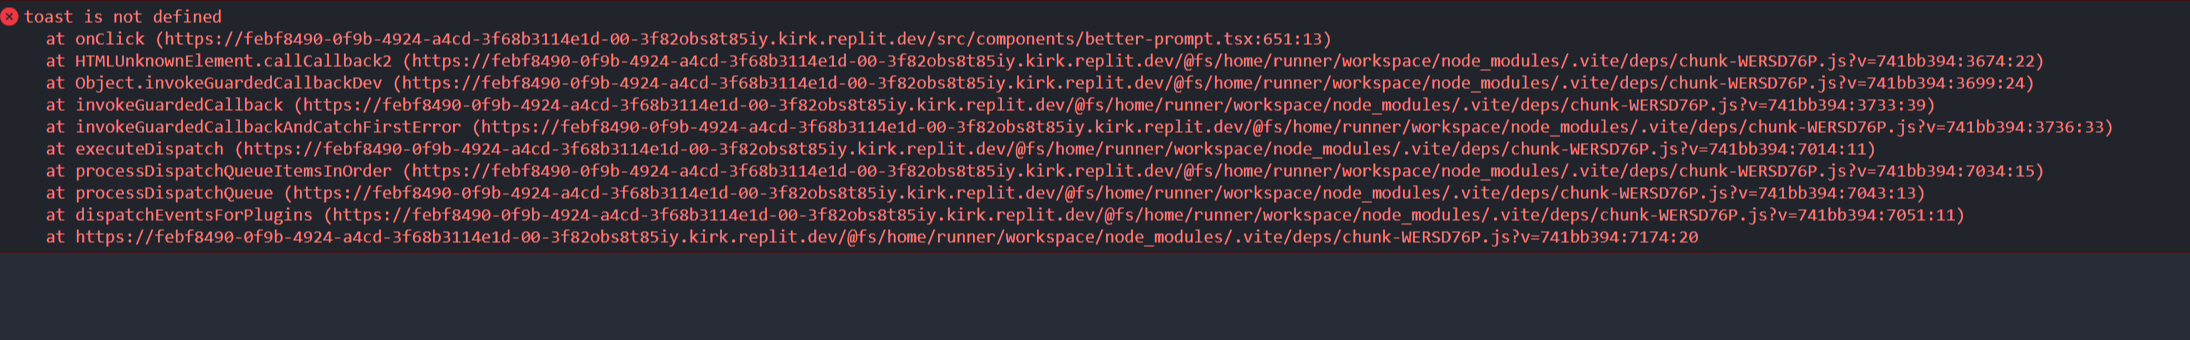 toast is not defined
at onClick (https://febf8490-0f9b-4924-a4cd-3f68b3114e1d-00-3f82obs8t85iy.kirk.replit.dev/src/components/better-prompt.tsx:651:13)
at HTMLUnknownElement.callCallback2 (https://febf8490-0f9b-4924-a4cd-3f68b3114e1d-00-3f82obs8t85iy.kirk.replit.dev/@fs/home/runner/workspace/node_modules/.vite/deps/chunk-WERSD76P.js?v=741bb394:3674:22)
at Object.invokeGuardedCallbackDev (https://febf8490-0f9b-4924-a4cd-3f68b3114e1d-00-3f82obs8t85iy.kirk.replit.dev/@fs/home/runner/workspace/node_modules/.vite/deps/chunk-WERSD76P.js?v=741bb394:3699:24)
at invokeGuardedCallback (https://febf8490-0f9b-4924-a4cd-3f68b3114e1d-00-3f82obs8t85iy.kirk.replit.dev/@fs/home/runner/workspace/node_modules/.vite/deps/chunk-WERSD76P.js?v=741bb394:3733:39)
at invokeGuardedCallbackAndCatchFirstError (https://febf8490-0f9b-4924-a4cd-3f68b3114e1d-00-3f82obs8t85iy.kirk.replit.dev/@fs/home/runner/workspace/node_modules/.vite/deps/chunk-WERSD76P.js?v=741bb394:3736:33)
at executeDispatch (https://febf8490-0f9b-4924-a4cd-3f68b3114e1d-00-3f82obs8t85iy.kirk.replit.dev/@fs/home/runner/workspace/node_modules/.vite/deps/chunk-WERSD76P.js?v=741bb394:7014:11)
at processDispatchQueueItemsInOrder (https://febf8490-0f9b-4924-a4cd-3f68b3114e1d-00-3f82obs8t85iy.kirk.replit.dev/@fs/home/runner/workspace/node_modules/.vite/deps/chunk-WERSD76P.js?v=741bb394:7034:15)
at processDispatchQueue (https://febf8490-0f9b-4924-a4cd-3f68b3114e1d-00-3f82obs8t85iy.kirk.replit.dev/@fs/home/runner/workspace/node_modules/.vite/deps/chunk-WERSD76P.js?v=741bb394:7043:13)
at dispatchEventsForPlugins (https://febf8490-0f9b-4924-a4cd-3f68b3114e1d-00-3f82obs8t85iy.kirk.replit.dev/@fs/home/runner/workspace/node_modules/.vite/deps/chunk-WERSD76P.js?v=741bb394:7051:11)
at https://febf8490-0f9b-4924-a4cd-3f68b3114e1d-00-3f82obs8t85iy.kirk.replit.dev/@fs/home/runner/workspace/node_modules/.vite/deps/chunk-WERSD76P.js?v=741bb394:7174:20